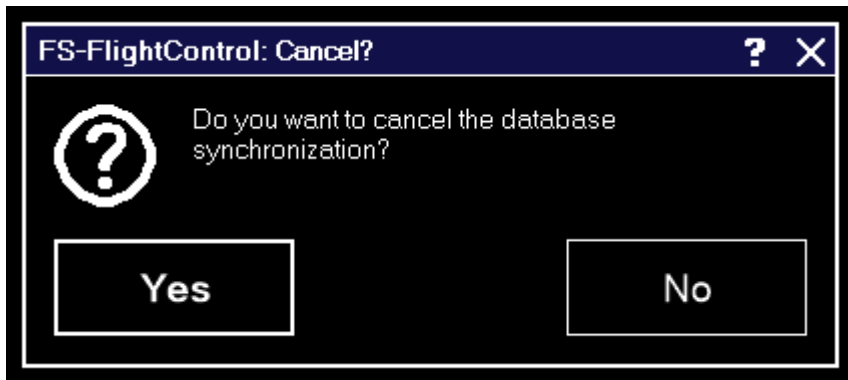 FS-FlightControl: Cancel?
? X
Do you want to cancel the database
synchronization?
?
Yes
No